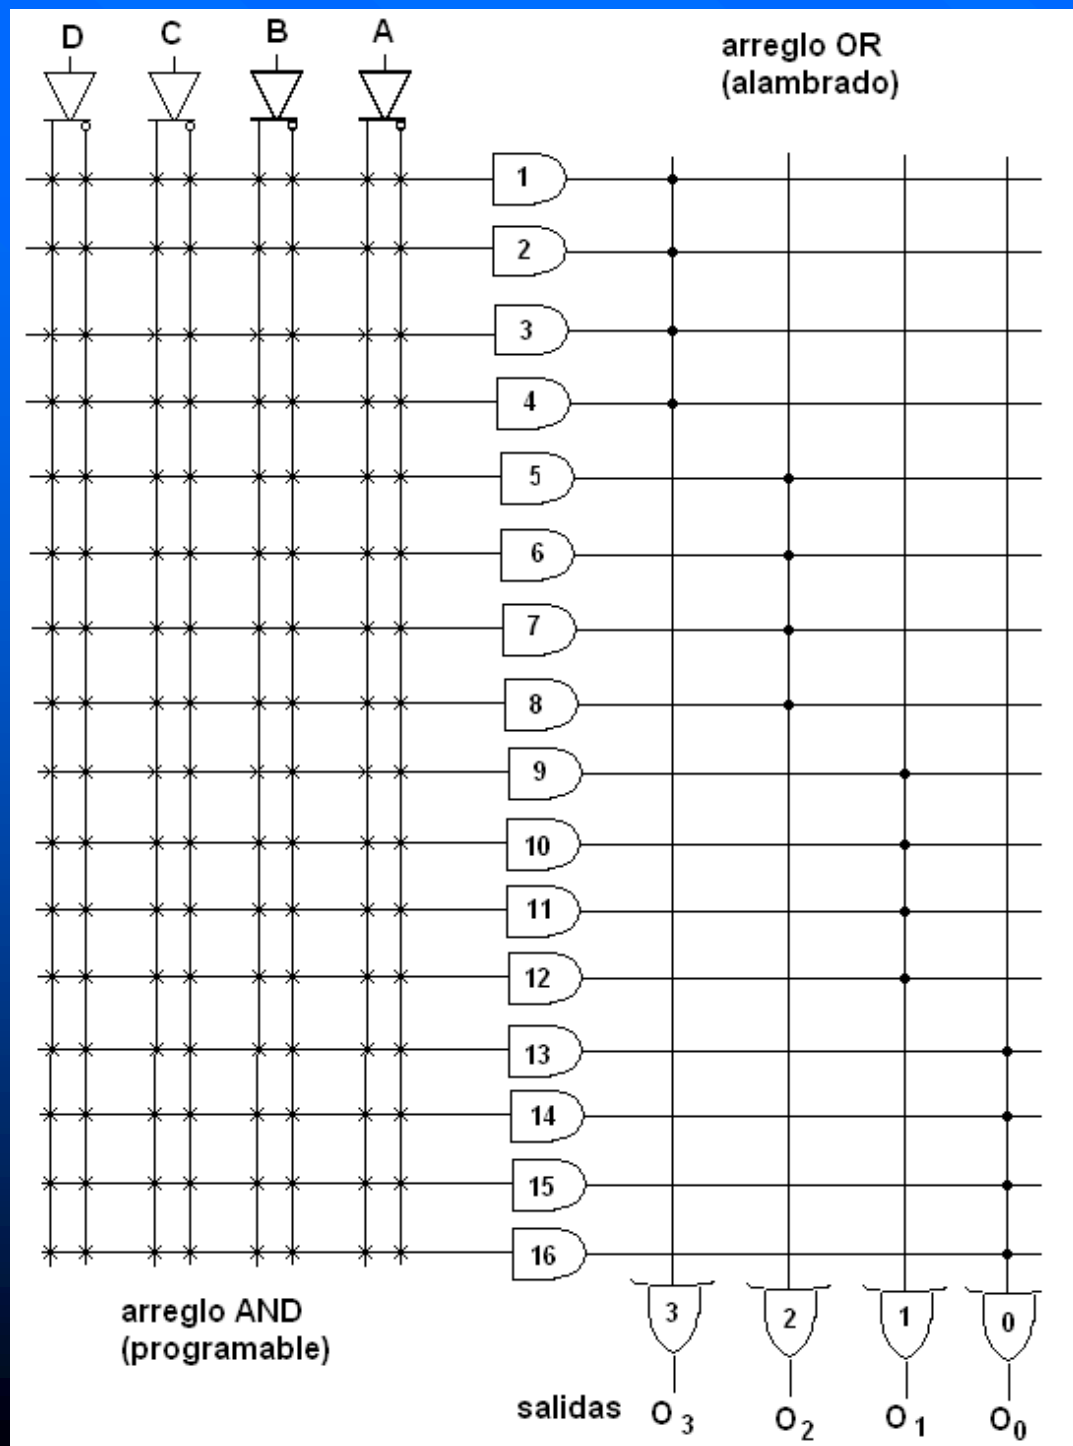 D C B A
arreglo OR
(alambrado)
1
2
3
4
5
6
7
8
9
10
11
12
13
14
15
16
3 2 1 0
arreglo AND
(programable)
salidas O3 O2 O1 O0